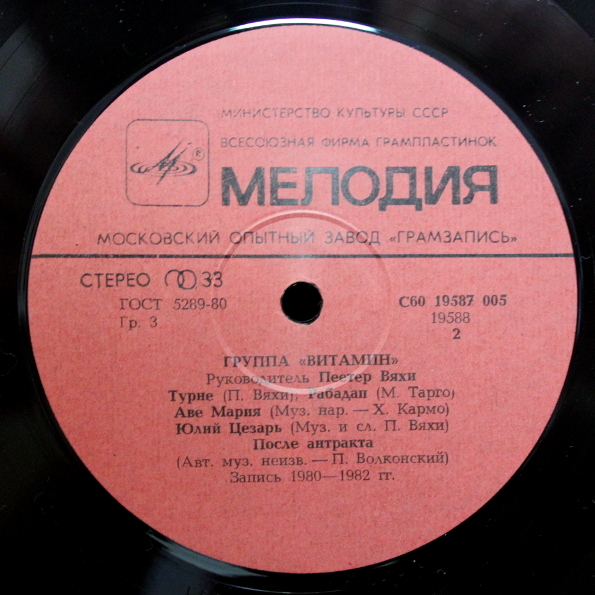 МИНИСТЕРСТВО КУЛЬТУРЫ СССР
ВСЕСОЮЗНАЯ ФИРМА ГРАМПЛАСТИНОК
®
МЕЛОДИЯ
МОСКОВСКИЙ ОПЫТНЫЙ ЗАВОД «ГРАМЗАПИСЬ»
СТЕРЕО 33
ГОСТ 5289-80
Гр. 3
С60 19587 005
19588
2
ГРУППА «ВИТАМИН»
Руководитель Пеетер Вяхи
Турне (П. Вяхи). Рабадап (М. Тарго)
Аве Мария (Муз. нар. — Х. Кармо)
Юлий Цезарь (Муз. и сл. П. Вяхи)
После антракта
(Авт. муз. неизв. — П. Волконский)
Запись 1980—1982 гг.